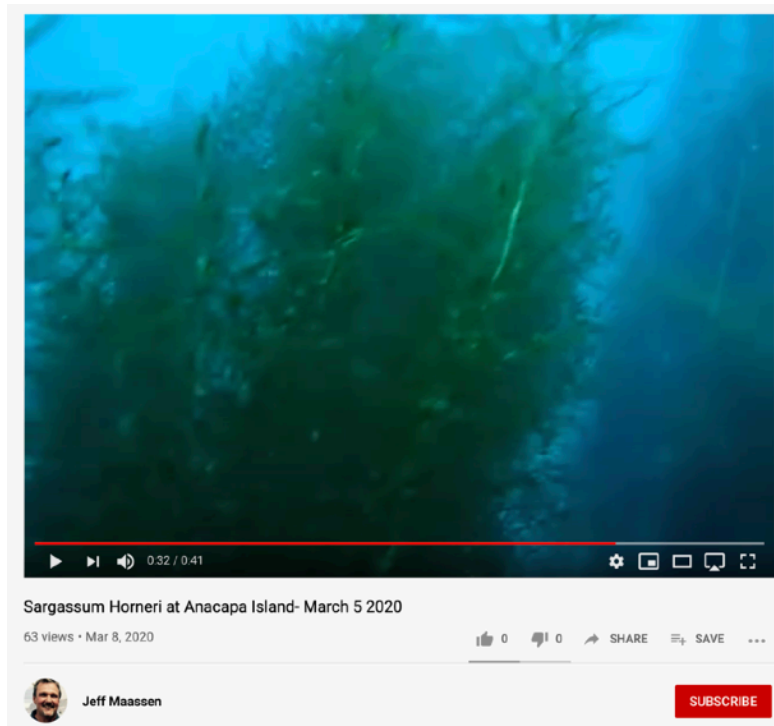 0:32 / 0:41
Sargassum Horneri at Anacapa Island- March 5 2020
63 views • Mar 8, 2020
0 0 SHARE SAVE
Jeff Maassen
SUBSCRIBE